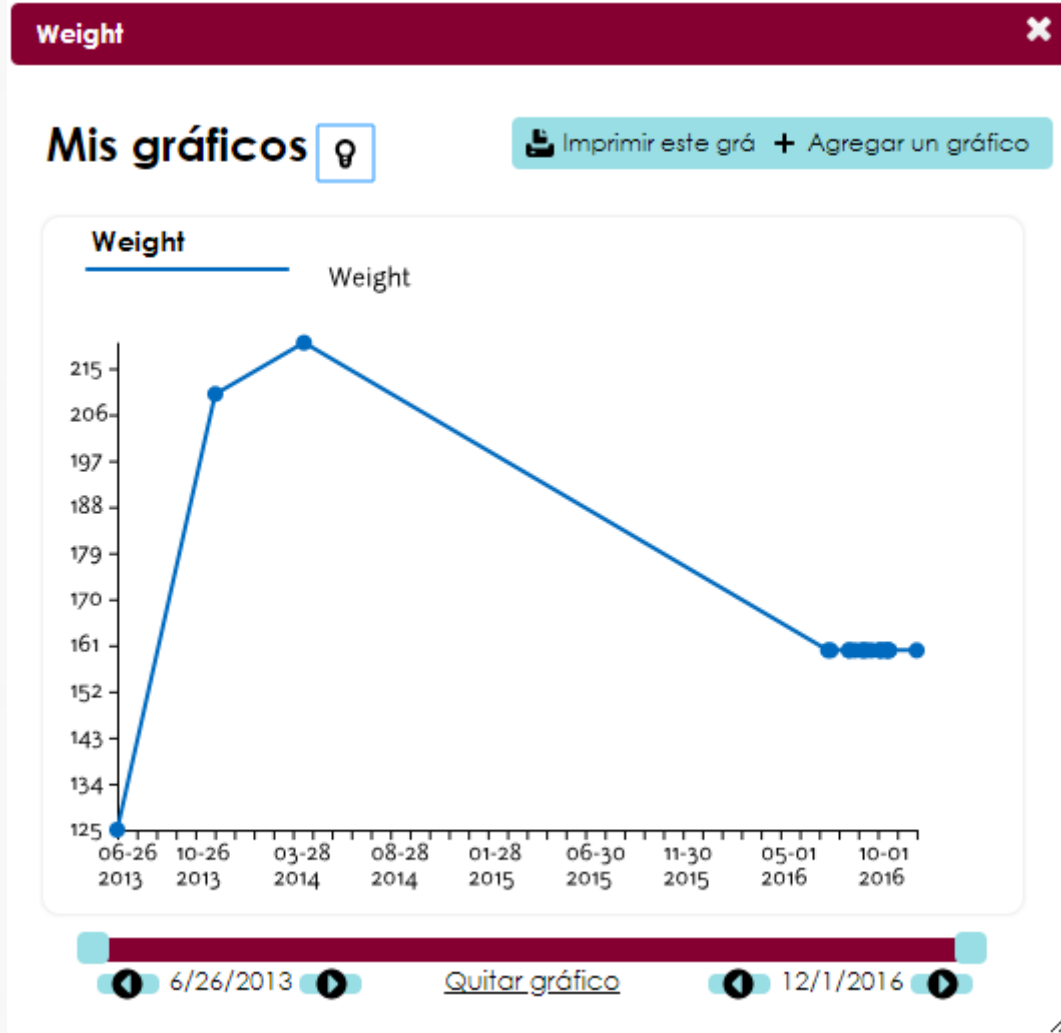 Weight
Mis gráficos
Imprimir este grá
Agregar un gráfico
Weight
Weight
215
206
197
188
179
170
161
152
143
134
125
06-26 10-26 03-28 08-28 01-28 06-30 11-30 05-01 10-01
2013 2013 2014 2014 2015 2015 2015 2016 2016
6/26/2013 Quitar gráfico 12/1/2016